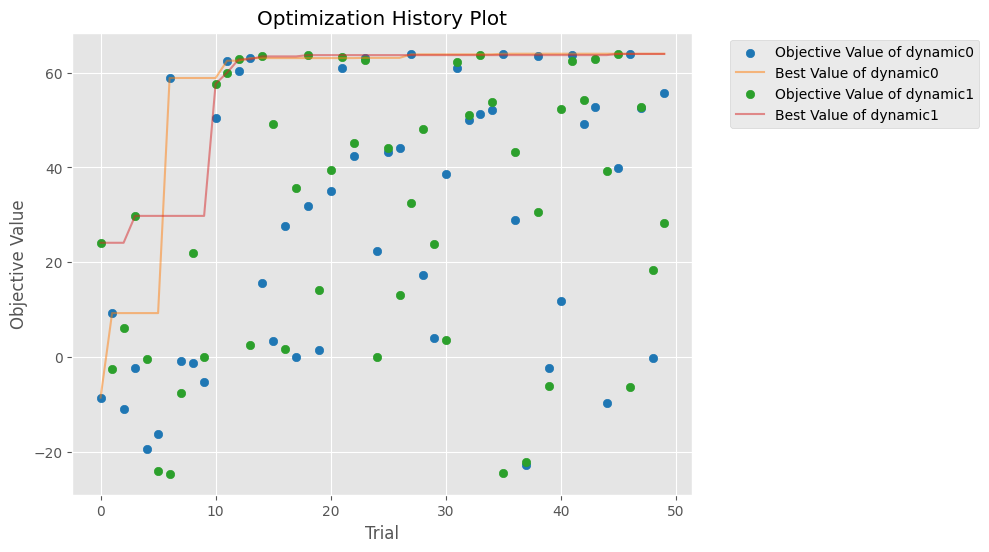 Optimization History Plot
Objective Value of dynamic0
Best Value of dynamic0
Objective Value of dynamic1
Best Value of dynamic1
Objective Value
60
40
20
0
−20
0 10 20 30 40 50
Trial